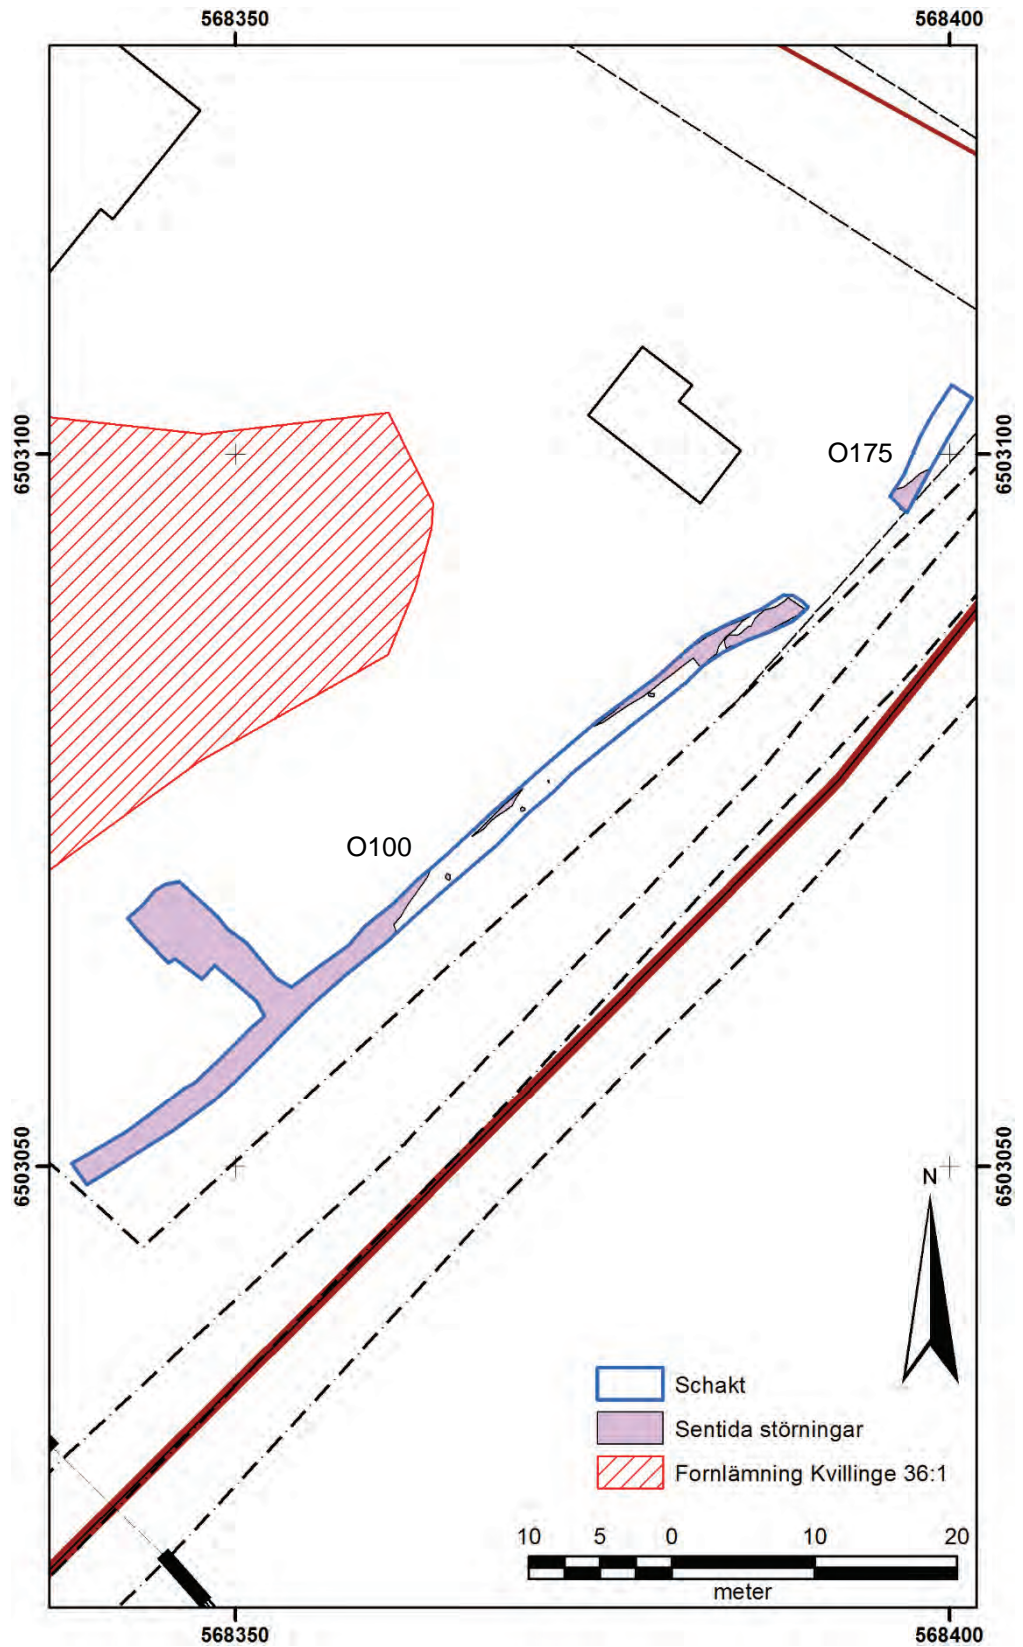 568350 568400
6503100 6503100
O175
O100
6503050 6503050
N
Schakt
Sentida störningar
Fornlämning Kvillinge 36:1
10 5 0 10 20
meter
568350 568400